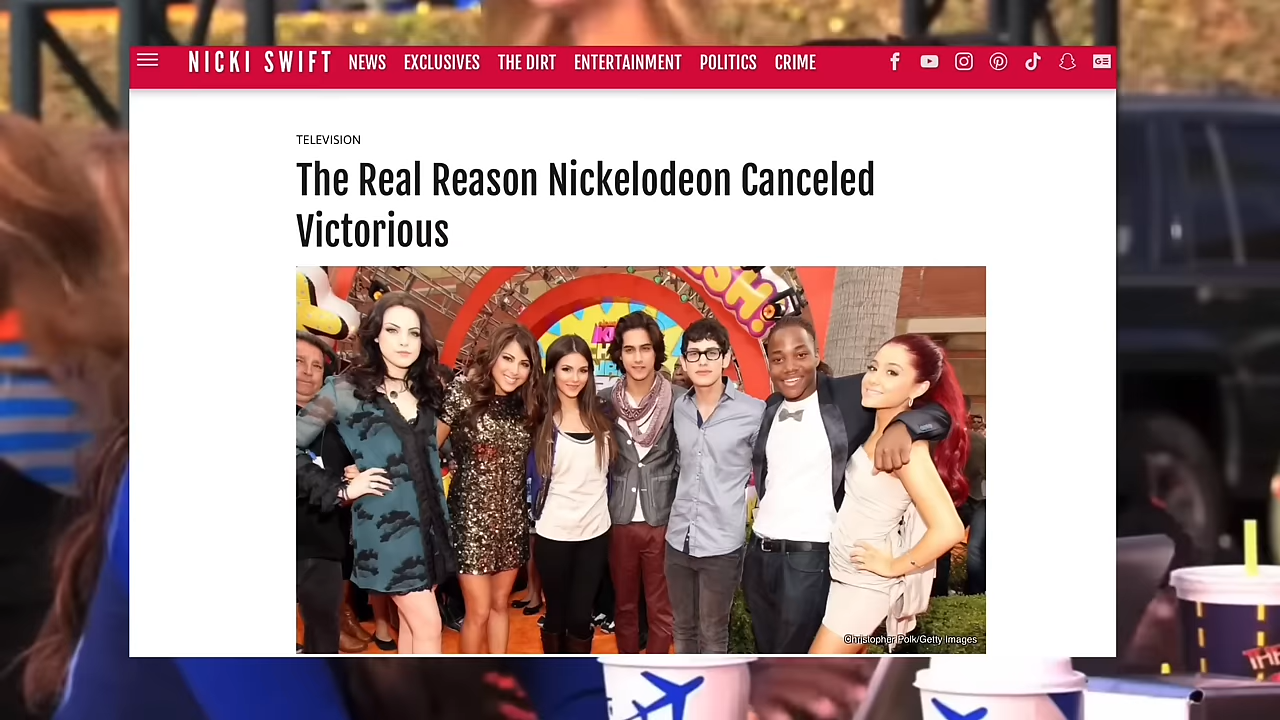 NICKI SWIFT NEWS EXCLUSIVES THE DIRT ENTERTAINMENT POLITICS CRIME
TELEVISION
The Real Reason Nickelodeon Canceled
Victorious
Christopher Polk/Getty Images